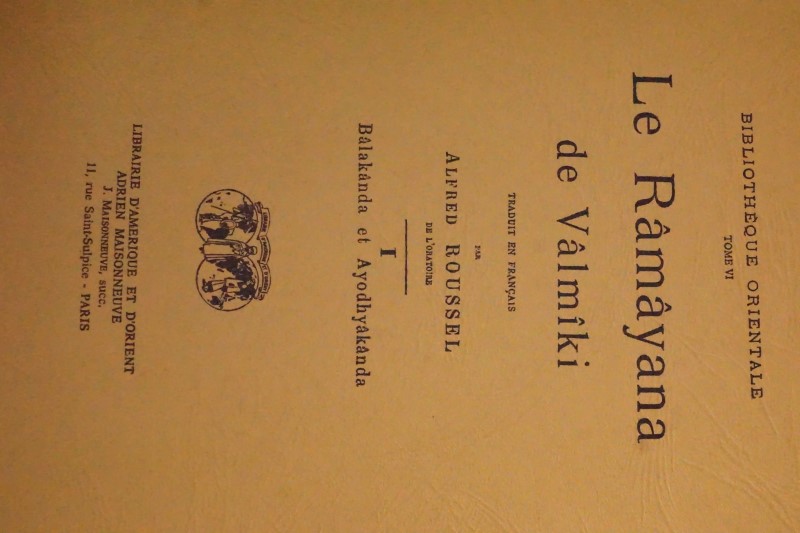 BIBLIOTHÈQUE ORIENTALE
TOME VI
Le Râmâyana
de Vâlmîki
TRADUIT EN FRANÇAIS
PAR
ALFRED ROUSSEL
DE L'ORATOIRE
I
Bâlakânda et Ayodhyâkânda
LIBRAIRIE D'AMERIQUE ET D'ORIENT
ADRIEN MAISONNEUVE
J. MAISONNEUVE, succ.
11, rue Saint-Sulpice - PARIS